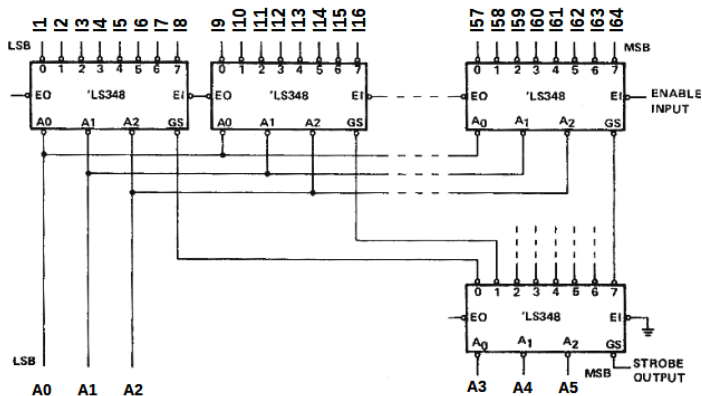 I1 I2 I3 I4 I5 I6 I7 I8 I9 I10 I11 I12 I13 I14 I15 I16 I57 I58 I59 I60 I61 I62 I63 I64
LSB MSB
0 1 2 3 4 5 6 7 0 1 2 3 4 5 6 7 0 1 2 3 4 5 6 7
EO 'LS348 EI EO 'LS348 EI EO 'LS348 EI ENABLE
INPUT
A0 A1 A2 GS A0 A1 A2 GS A0 A1 A2 GS
0 1 2 3 4 5 6 7
EO 'LS348 EI
A0 A1 A2 GS
LSB MSB STROBE
OUTPUT
A0 A1 A2 A3 A4 A5